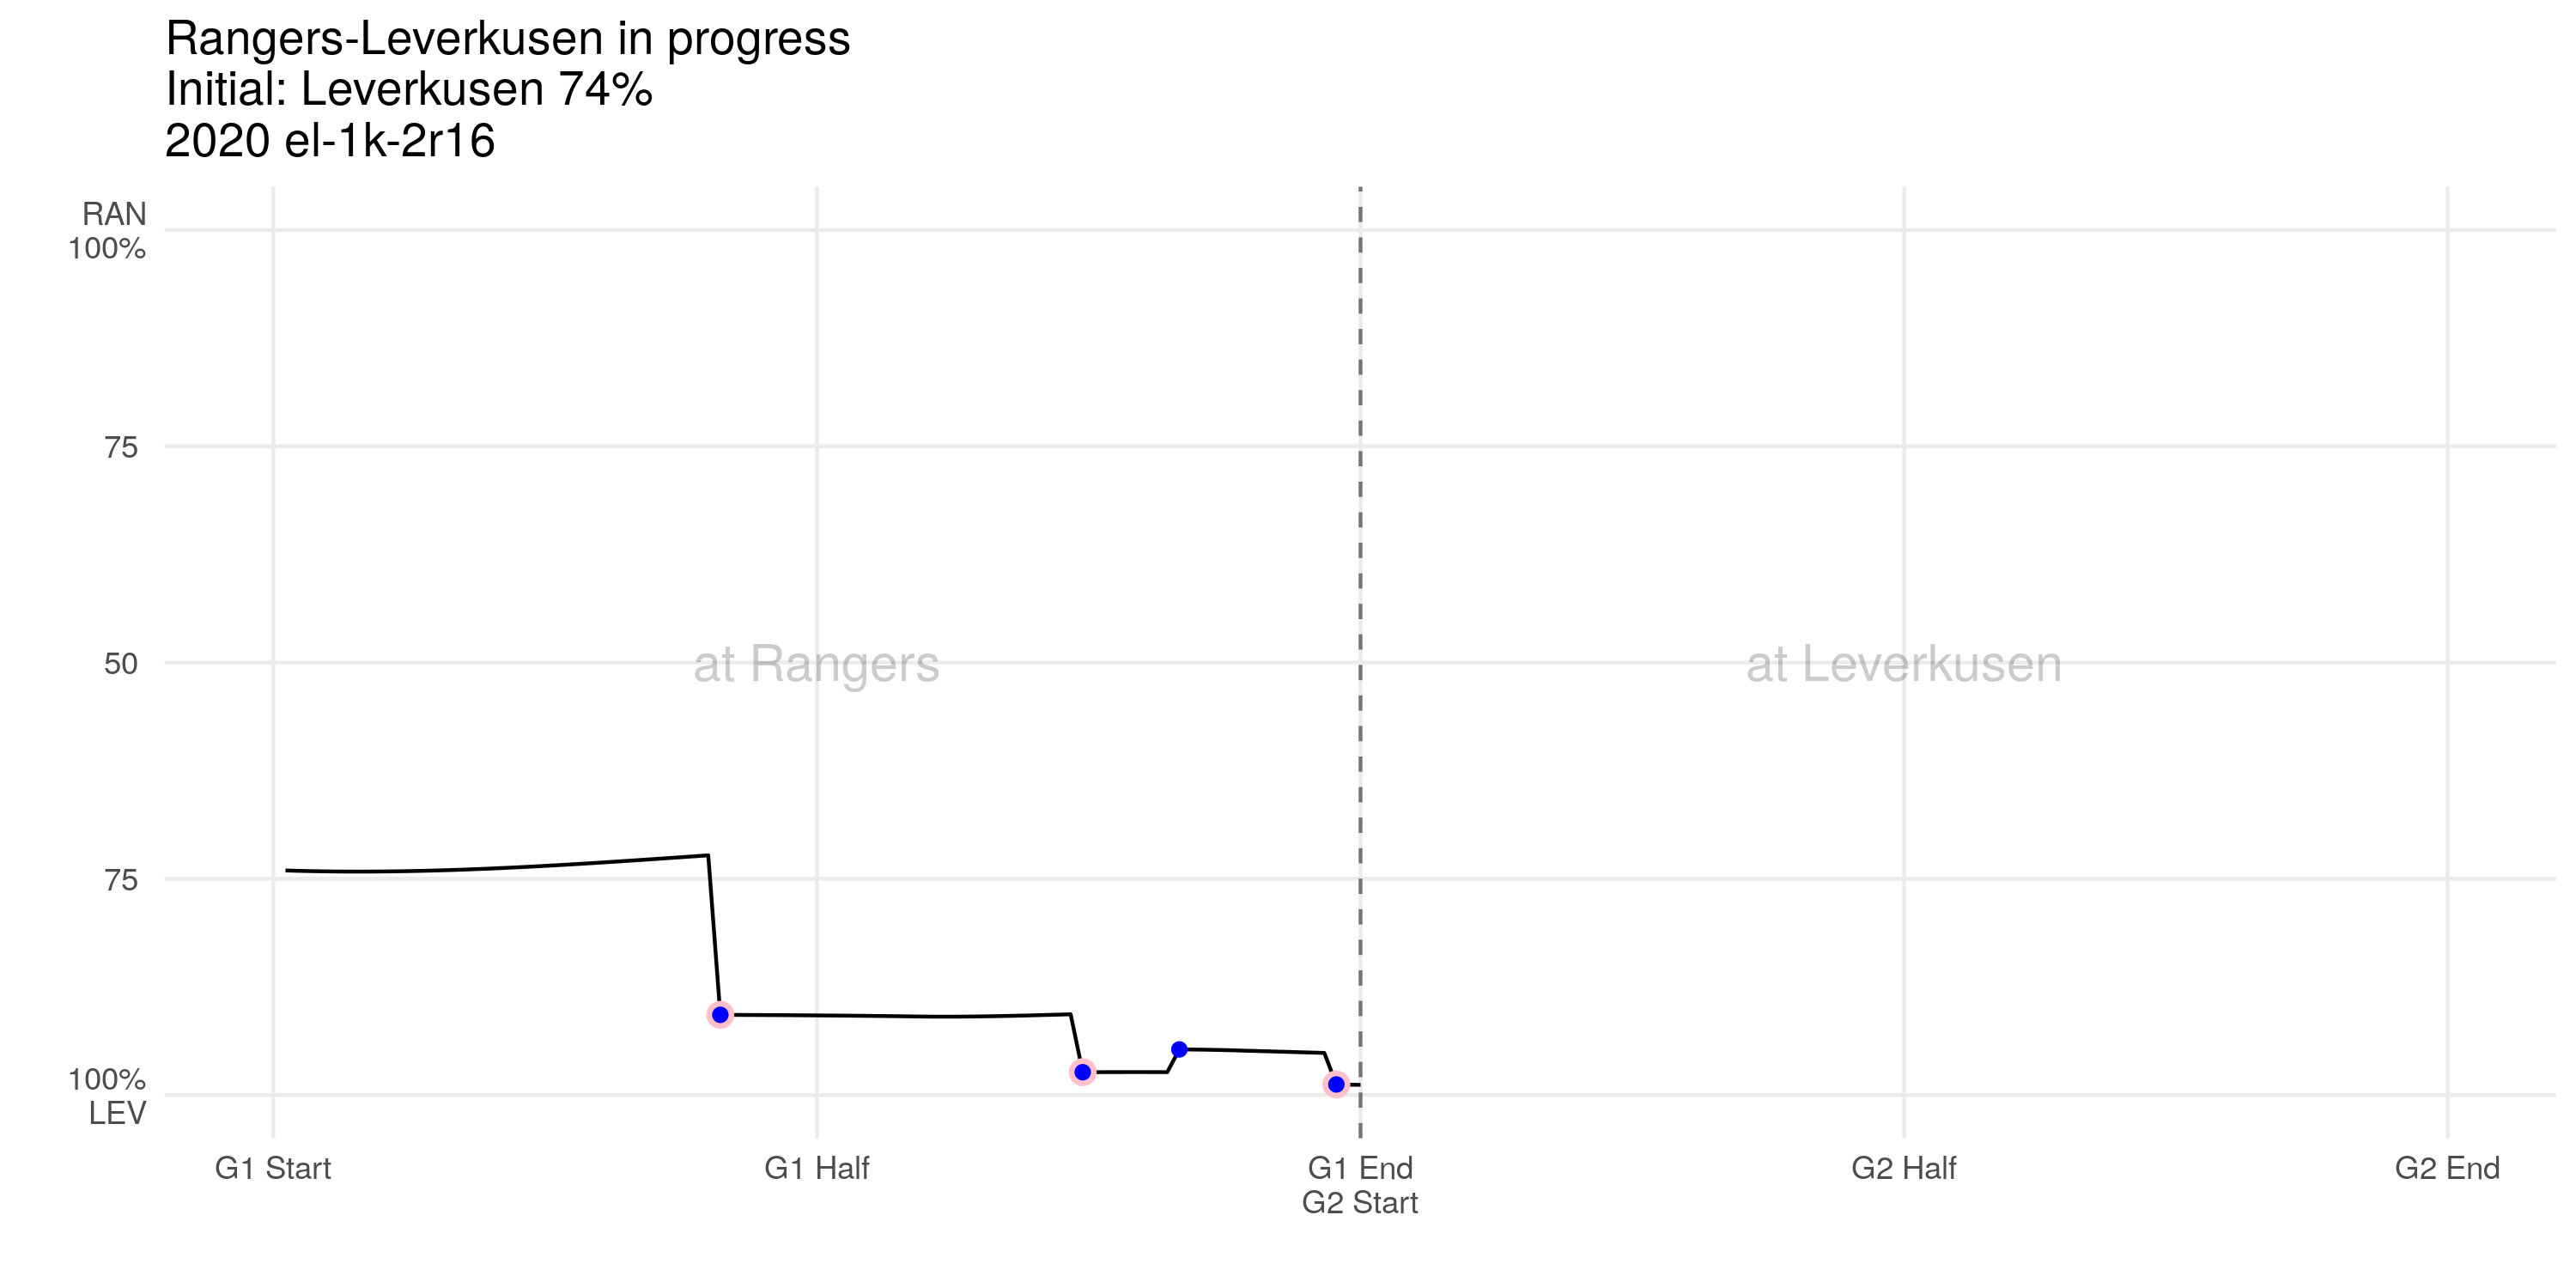 Rangers-Leverkusen in progress
Initial: Leverkusen 74%
2020 el-1k-2r16
RAN
100%
75
50
75
100%
LEV
at Rangers
at Leverkusen
G1 Start
G1 Half
G1 End
G2 Start
G2 Half
G2 End